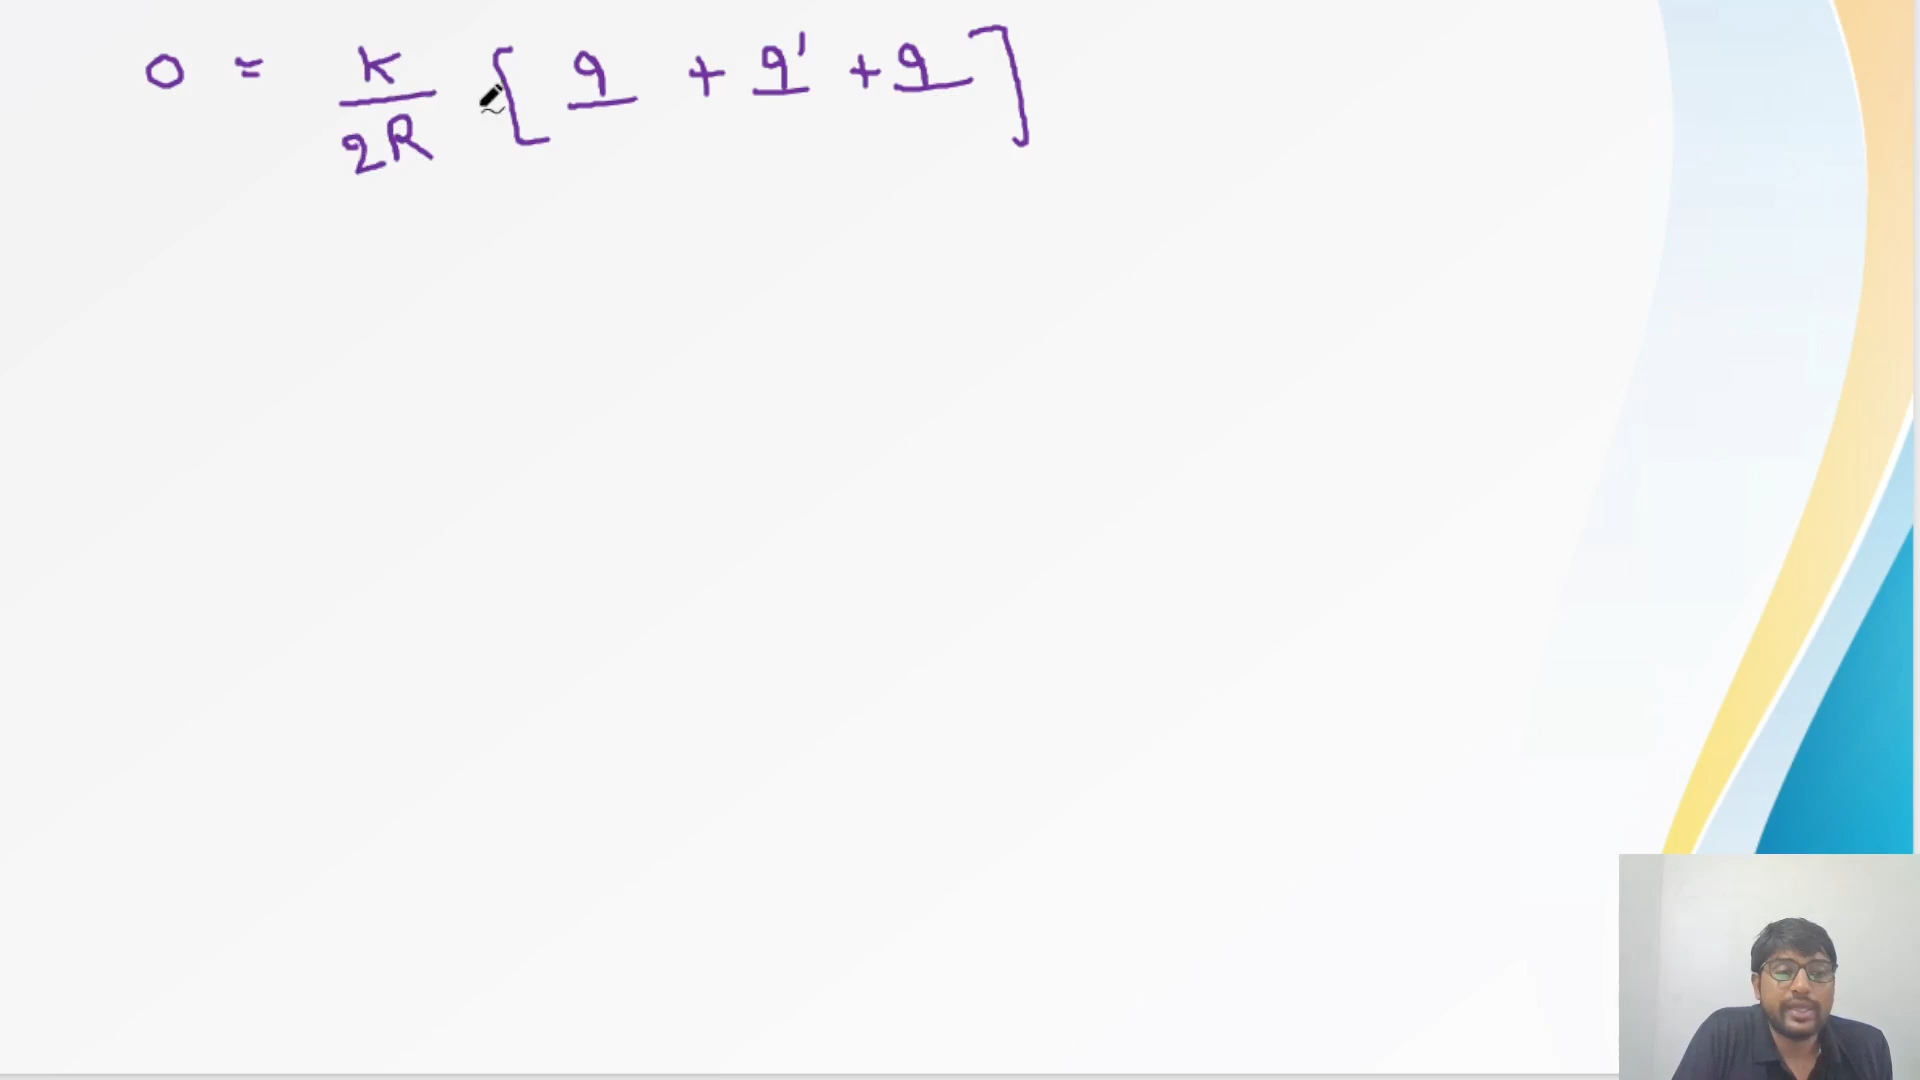 0 = K/2R [ q + q' + q ]